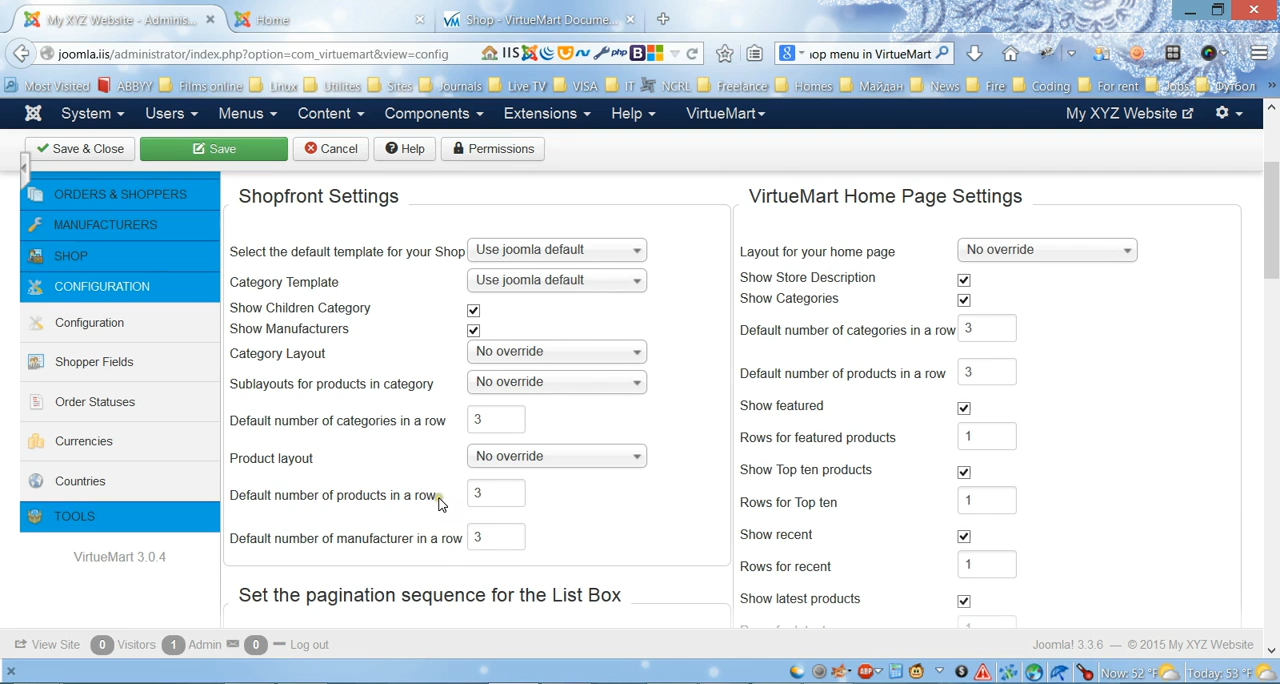 My XYZ Website - Adminis... × Home × Shop - VirtueMart Docume... ×
joomla.iis/administrator/index.php?option=com_virtuemart&view=config IIS php B 8 top menu in VirtueMart
Most Visited ABBYY Films online Linux Utilites Sites Journals Live TV VISA IT NCRL Freelance Homes Майдан News Fire Coding For rent Jobs Футбол »
System Users Menus Content Components Extensions Help VirtueMart My XYZ Website
Save & Close Save Cancel Help Permissions
ORDERS & SHOPPERS
MANUFACTURERS
SHOP
CONFIGURATION
Configuration
Shopper Fields
Order Statuses
Currencies
Countries
TOOLS
VirtueMart 3.0.4
Shopfront Settings
Select the default template for your Shop Use joomla default
Category Template Use joomla default
Show Children Category
Show Manufacturers
Category Layout No override
Sublayouts for products in category No override
Default number of categories in a row 3
Product layout No override
Default number of products in a row 3
Default number of manufacturer in a row 3
Set the pagination sequence for the List Box
VirtueMart Home Page Settings
Layout for your home page No override
Show Store Description
Show Categories
Default number of categories in a row 3
Default number of products in a row 3
Show featured
Rows for featured products 1
Show Top ten products
Rows for Top ten 1
Show recent
Rows for recent 1
Show latest products
View Site 0 Visitors 1 Admin 0 Log out Joomla! 3.3.6 — © 2015 My XYZ Website
× ABP Now: 52 °F Today: 53 °F